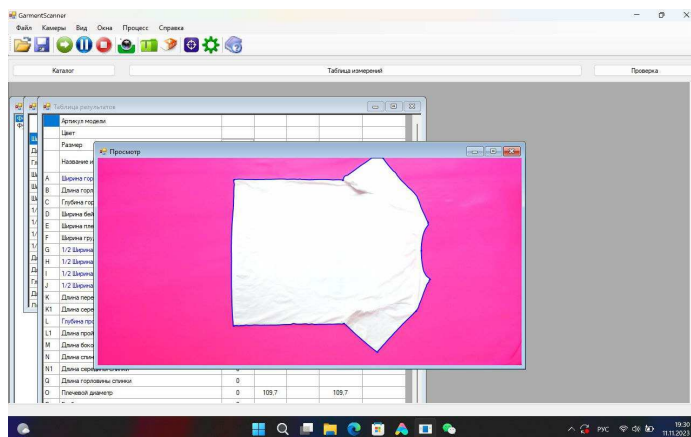 GarmentScanner
Файл Камеры Вид Окна Процесс Справка
Каталог Таблица измерений Проверка
Таблица результатов
Артикул модели
Цвет
Размер
Просмотр
Название и
A Ширина гор
B Длина горл
C Глубина гор
D Ширина бей
E Ширина пле
F Ширина гру
G 1/2 Ширина
H 1/2 Ширина
I 1/2 Ширина
J 1/2 Ширина
K Длина пере
K1 Длина сере
L Глубина про
L1 Длина прой
M Длина боко
N Длина спин
N1 Длина середины спинки 0
Q Длина горловины спинки 0
O Плечевой диаметр 0 109,7 109,7
РУС 19:30
11.11.2023